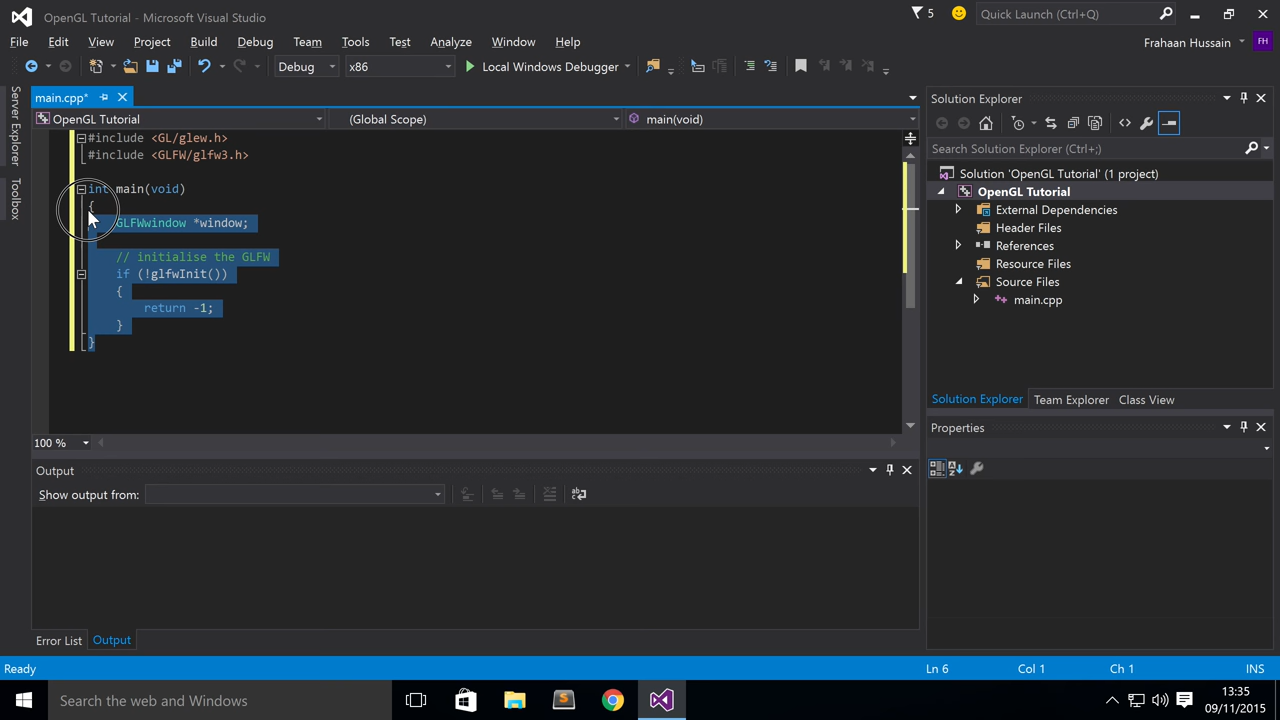 OpenGL Tutorial - Microsoft Visual Studio
5
Quick Launch (Ctrl+Q)
File Edit View Project Build Debug Team Tools Test Analyze Window Help
Frahaan Hussain FH
Debug x86 Local Windows Debugger
Server Explorer
Toolbox
main.cpp*
OpenGL Tutorial (Global Scope) main(void)
#include <GL/glew.h>
#include <GLFW/glfw3.h>
int main(void)
{
GLFWwindow *window;
// initialise the GLFW
if (!glfwInit())
{
return -1;
}
}
100 %
Output
Show output from:
Error List Output
Solution Explorer
Search Solution Explorer (Ctrl+;)
Solution 'OpenGL Tutorial' (1 project)
OpenGL Tutorial
External Dependencies
Header Files
References
Resource Files
Source Files
main.cpp
Solution Explorer Team Explorer Class View
Properties
Ready Ln 6 Col 1 Ch 1 INS
Search the web and Windows
13:35
09/11/2015